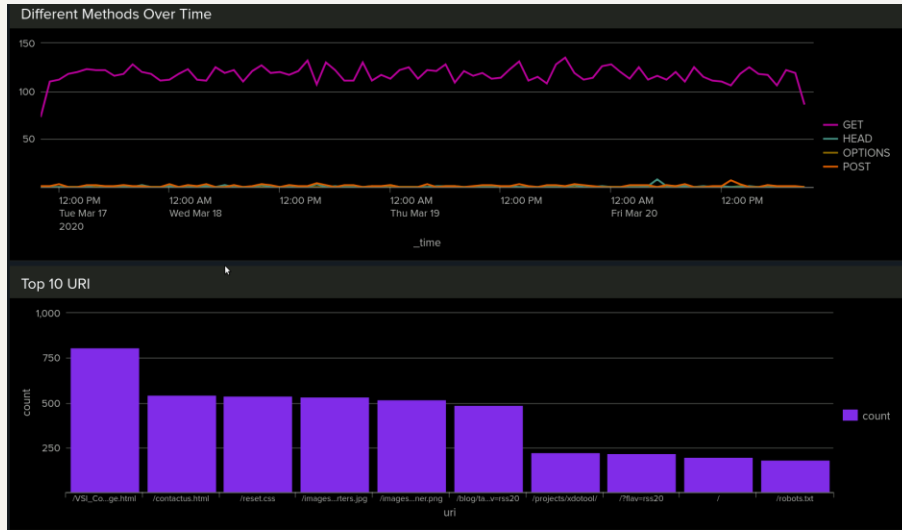 Different Methods Over Time
150
100
50
GET
HEAD
OPTIONS
POST
12:00 PM 12:00 AM 12:00 PM 12:00 AM 12:00 PM 12:00 AM 12:00 PM
Tue Mar 17 Wed Mar 18 Thu Mar 19 Fri Mar 20
2020
_time
Top 10 URI
1,000
750
500
250
count
count
/VSI_Co...ge.html /contactus.html /reset.css /images...rters.jpg /images...ner.png /blog/ta...v=rss20 /projects/xdotool/ /?flav=rss20 / /robots.txt
uri